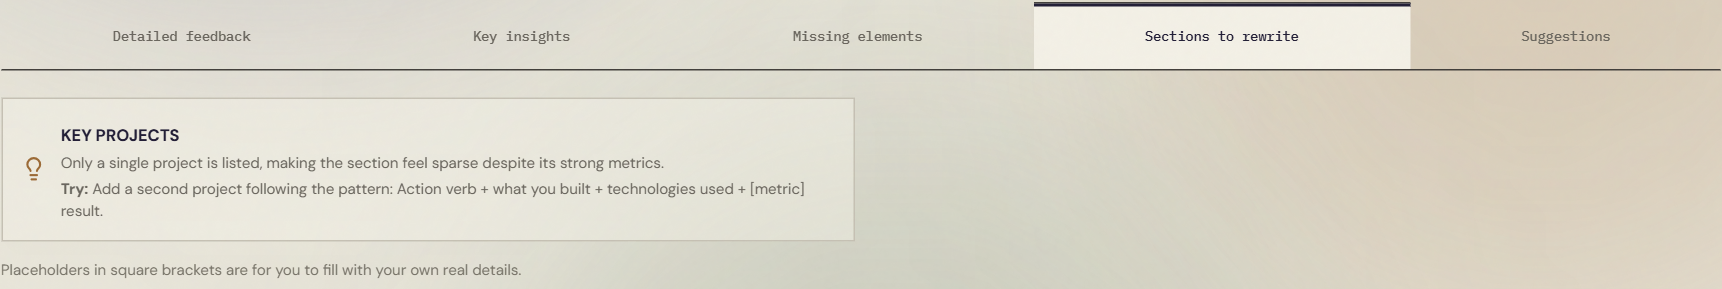 Detailed feedback Key insights Missing elements Sections to rewrite Suggestions
KEY PROJECTS
Only a single project is listed, making the section feel sparse despite its strong metrics.
Try: Add a second project following the pattern: Action verb + what you built + technologies used + [metric]
result.
Placeholders in square brackets are for you to fill with your own real details.